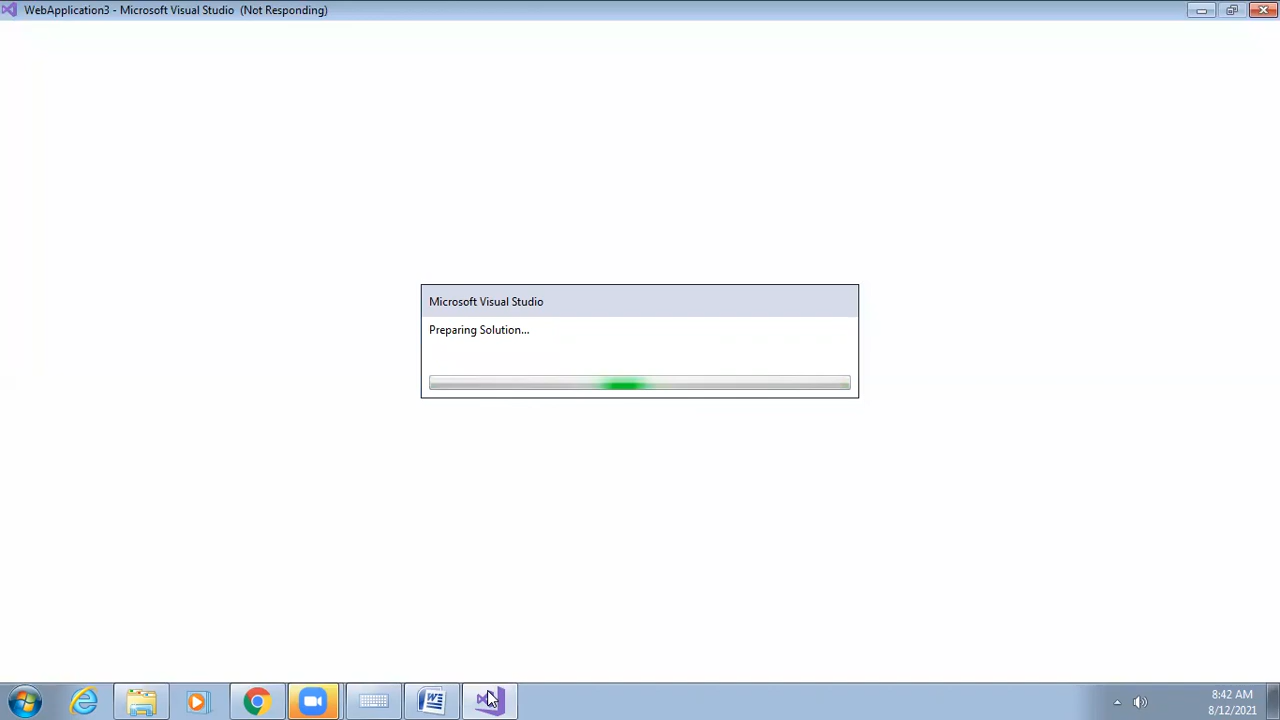 WebApplication3 - Microsoft Visual Studio (Not Responding)
Microsoft Visual Studio
Preparing Solution...
8:42 AM
8/12/2021